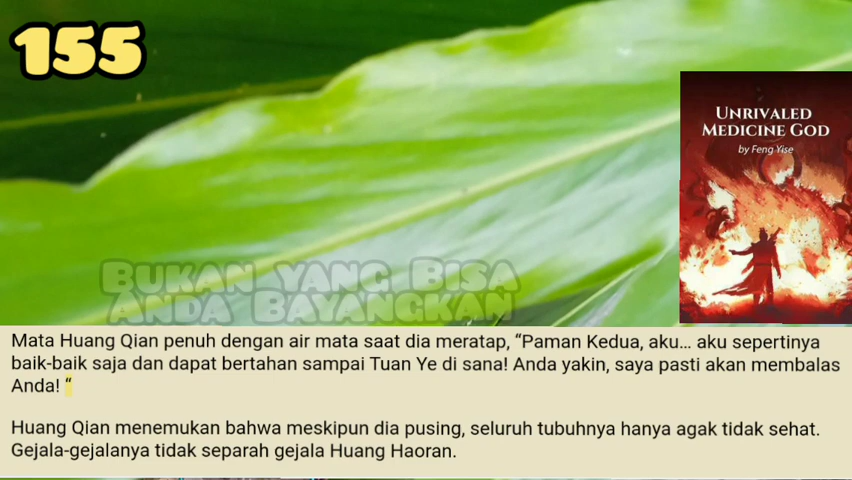 155
UNRIVALED
MEDICINE GOD
by Feng Yise
BUKAN YANG BISA
ANDA BAYANGKAN
Mata Huang Qian penuh dengan air mata saat dia meratap, “Paman Kedua, aku... aku sepertinya
baik-baik saja dan dapat bertahan sampai Tuan Ye di sana! Anda yakin, saya pasti akan membalas
Anda! “
Huang Qian menemukan bahwa meskipun dia pusing, seluruh tubuhnya hanya agak tidak sehat.
Gejala-gejalanya tidak separah gejala Huang Haoran.